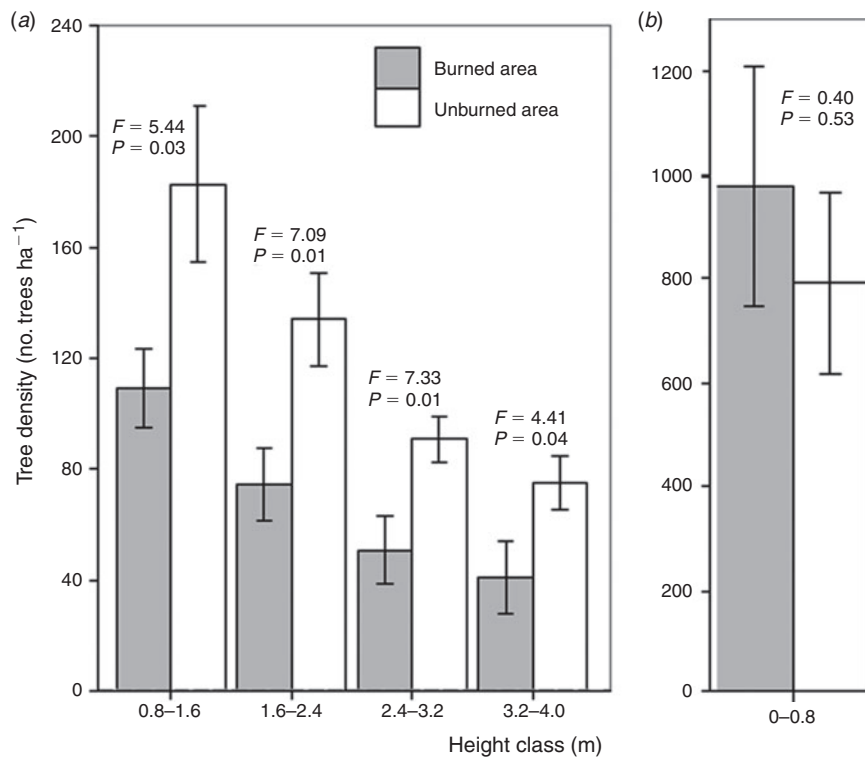 (a)
240
200
160
120
80
40
0
Tree density (no. trees ha⁻¹)
Burned area
Unburned area
F = 5.44
P = 0.03
F = 7.09
P = 0.01
F = 7.33
P = 0.01
F = 4.41
P = 0.04
0.8–1.6
1.6–2.4
2.4–3.2
3.2–4.0
Height class (m)
(b)
1200
1000
800
600
400
200
0
F = 0.40
P = 0.53
0–0.8